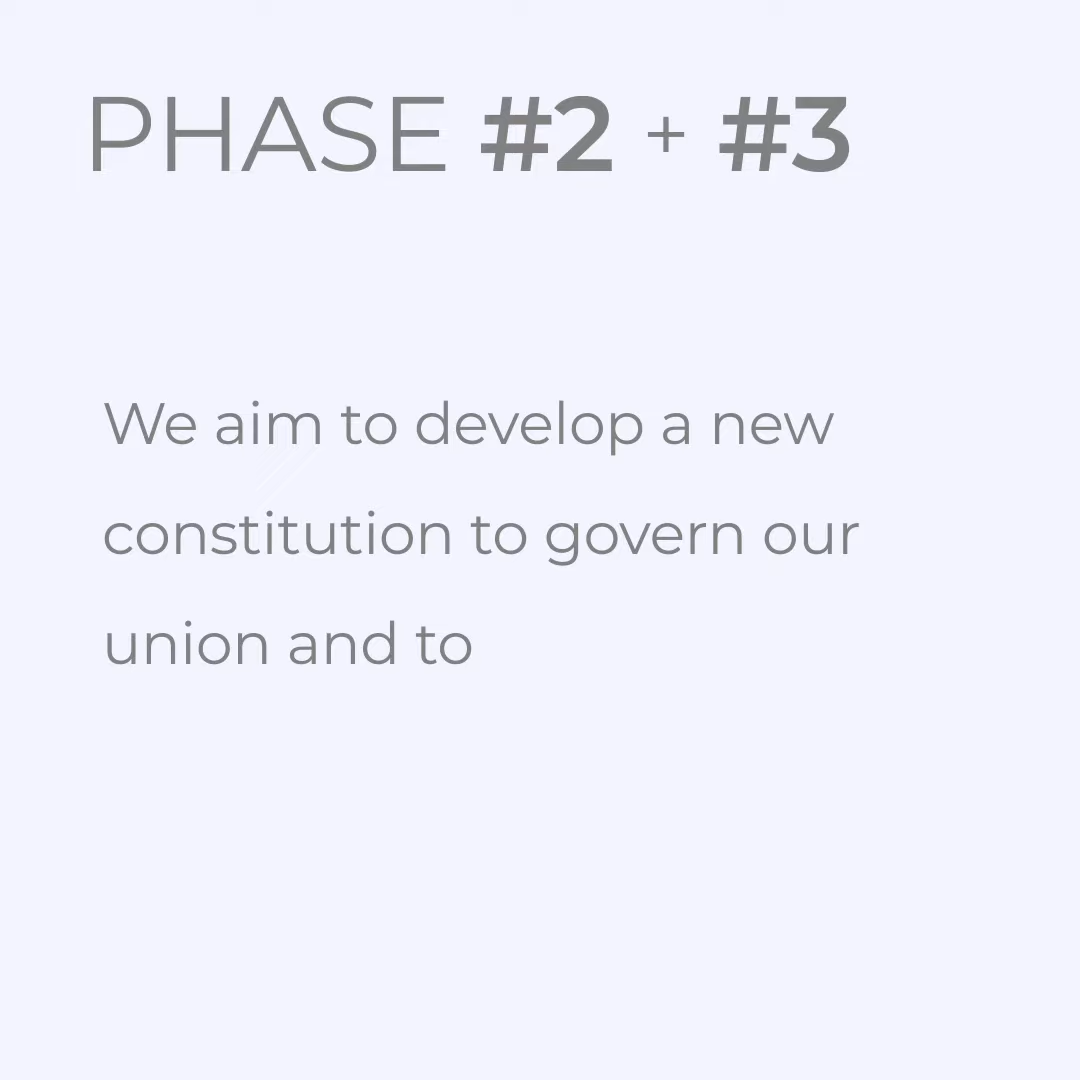 PHASE #2 + #3
We aim to develop a new
constitution to govern our
union and to